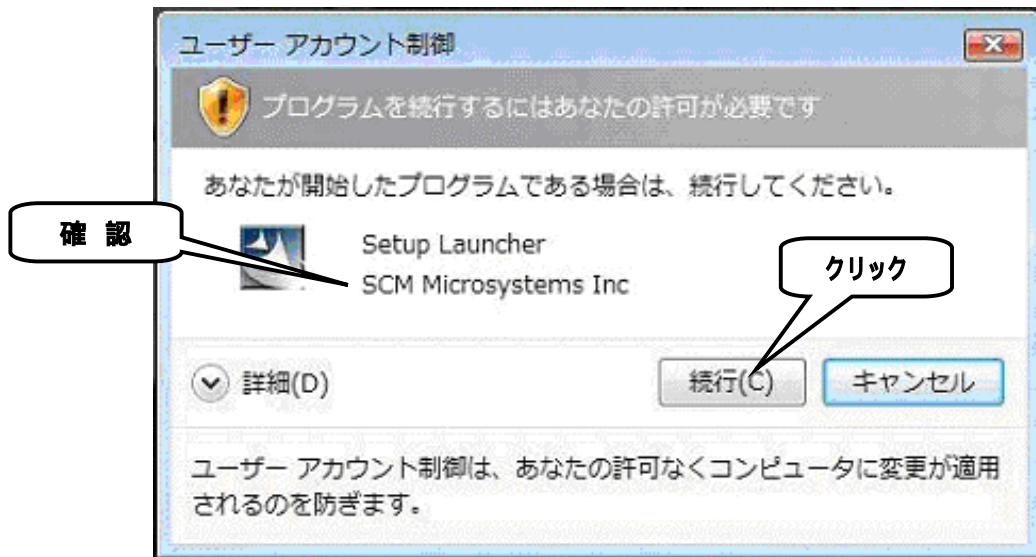 ユーザー アカウント制御
プログラムを続行するにはあなたの許可が必要です
あなたが開始したプログラムである場合は、続行してください。
確 認
Setup Launcher
SCM Microsystems Inc
クリック
詳細(D)
続行(C)
キャンセル
ユーザー アカウント制御は、あなたの許可なくコンピュータに変更が適用
されるのを防ぎます。